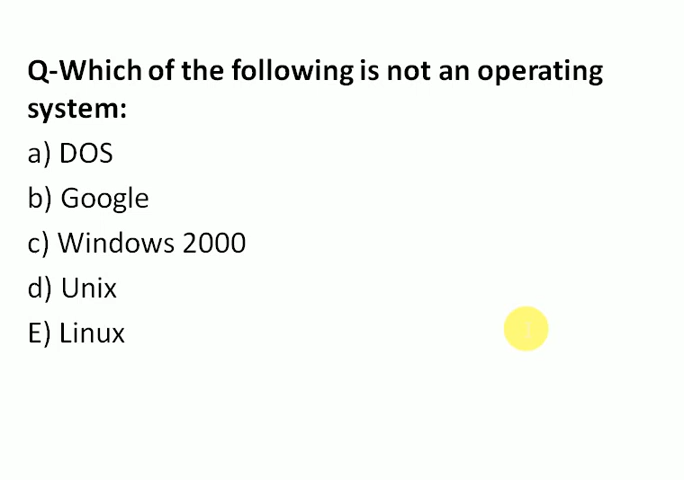 Q-Which of the following is not an operating
system:
a) DOS
b) Google
c) Windows 2000
d) Unix
E) Linux